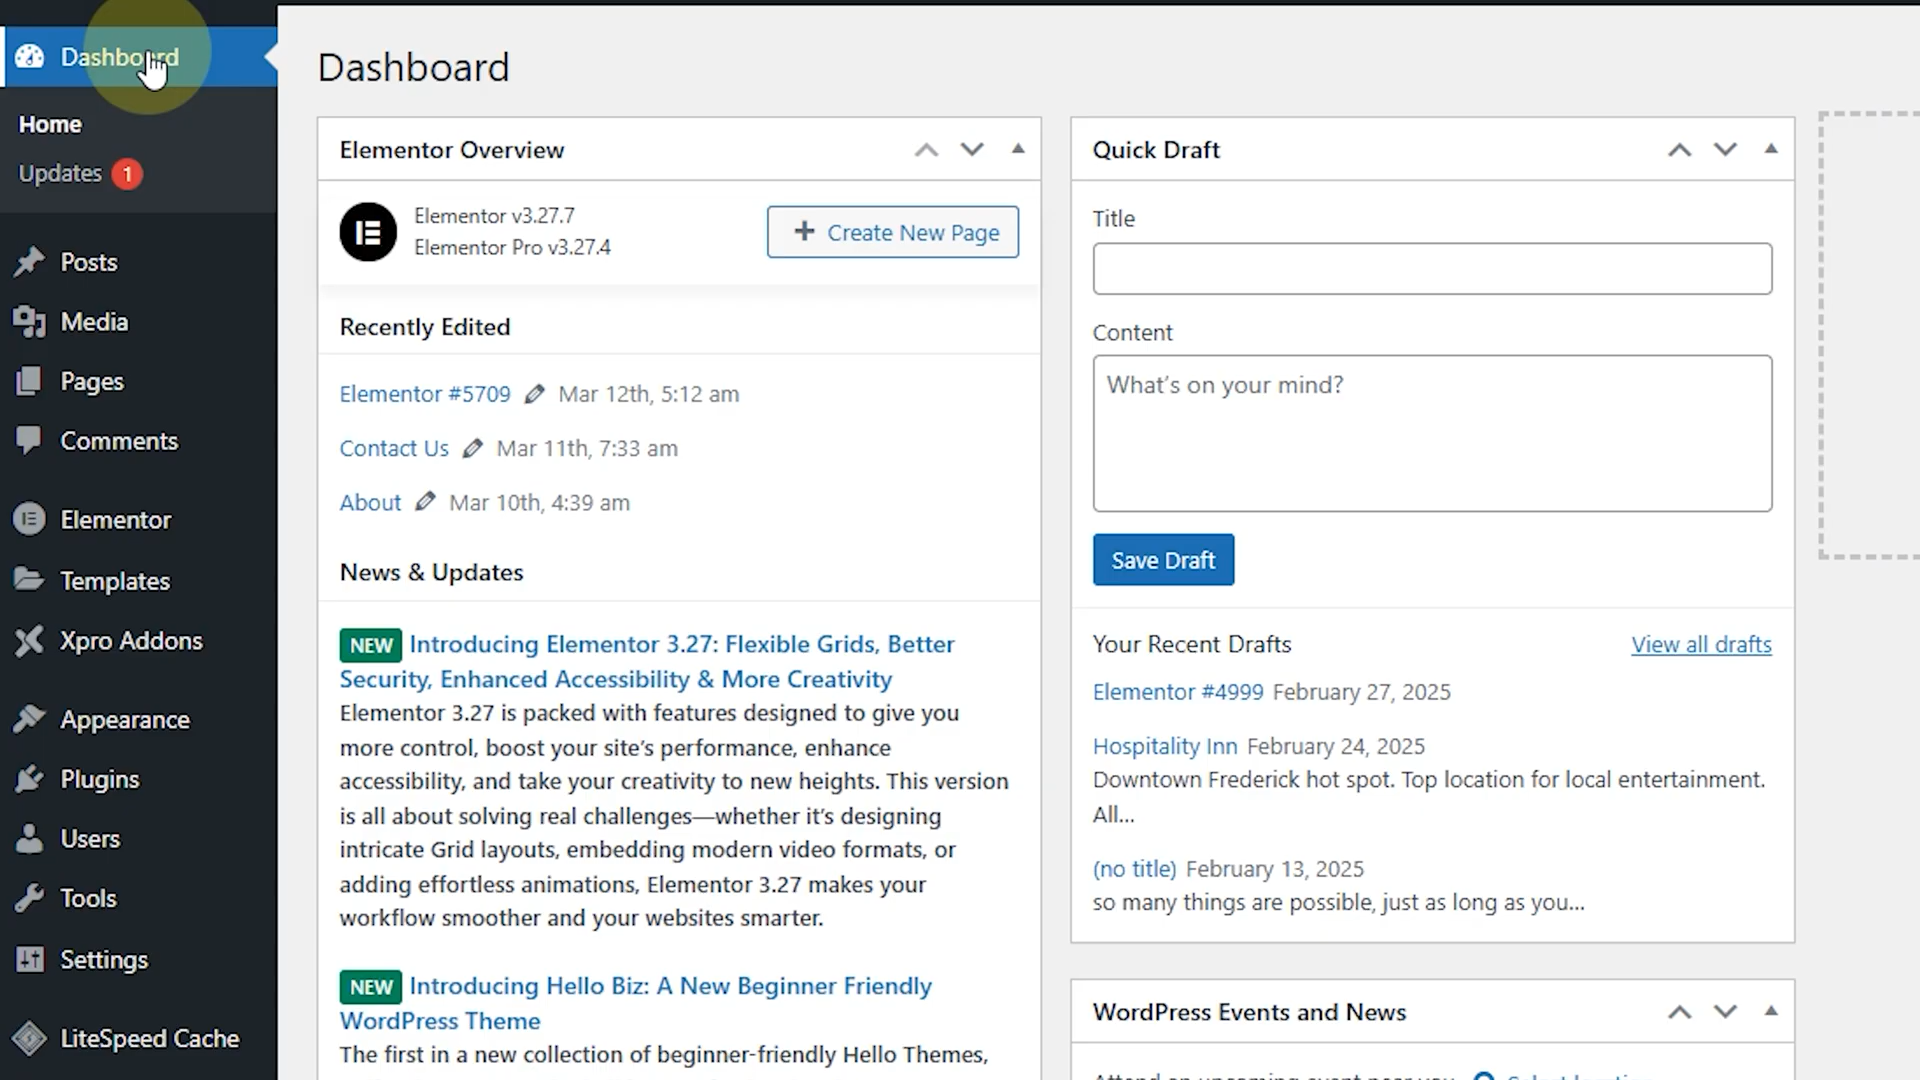 Dashboard
Home
Updates 1
Posts
Media
Pages
Comments
Elementor
Templates
Xpro Addons
Appearance
Plugins
Users
Tools
Settings
LiteSpeed Cache
Dashboard
Elementor Overview
Elementor v3.27.7
Elementor Pro v3.27.4
Create New Page
Recently Edited
Elementor #5709 Mar 12th, 5:12 am
Contact Us Mar 11th, 7:33 am
About Mar 10th, 4:39 am
News & Updates
NEW Introducing Elementor 3.27: Flexible Grids, Better
Security, Enhanced Accessibility & More Creativity
Elementor 3.27 is packed with features designed to give you
more control, boost your site's performance, enhance
accessibility, and take your creativity to new heights. This version
is all about solving real challenges—whether it's designing
intricate Grid layouts, embedding modern video formats, or
adding effortless animations, Elementor 3.27 makes your
workflow smoother and your websites smarter.
NEW Introducing Hello Biz: A New Beginner Friendly
WordPress Theme
The first in a new collection of beginner-friendly Hello Themes,
Quick Draft
Title
Content
What's on your mind?
Save Draft
Your Recent Drafts View all drafts
Elementor #4999 February 27, 2025
Hospitality Inn February 24, 2025
Downtown Frederick hot spot. Top location for local entertainment.
All...
(no title) February 13, 2025
so many things are possible, just as long as you...
WordPress Events and News